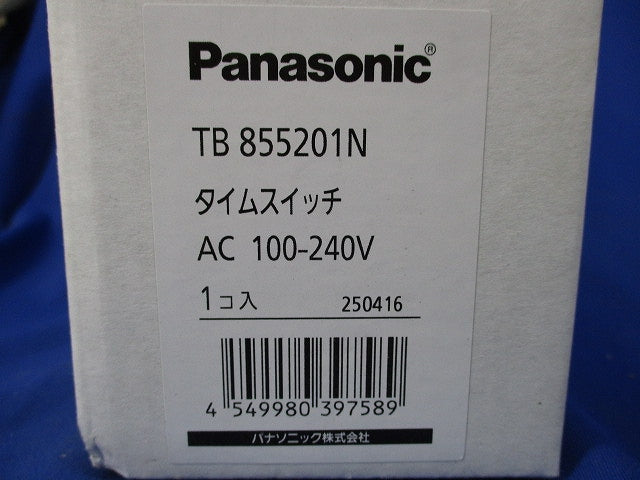 Panasonic®
TB 855201N
タイムスイッチ
AC 100-240V
1コ入 250416
4 549980 397589
パナソニック株式会社